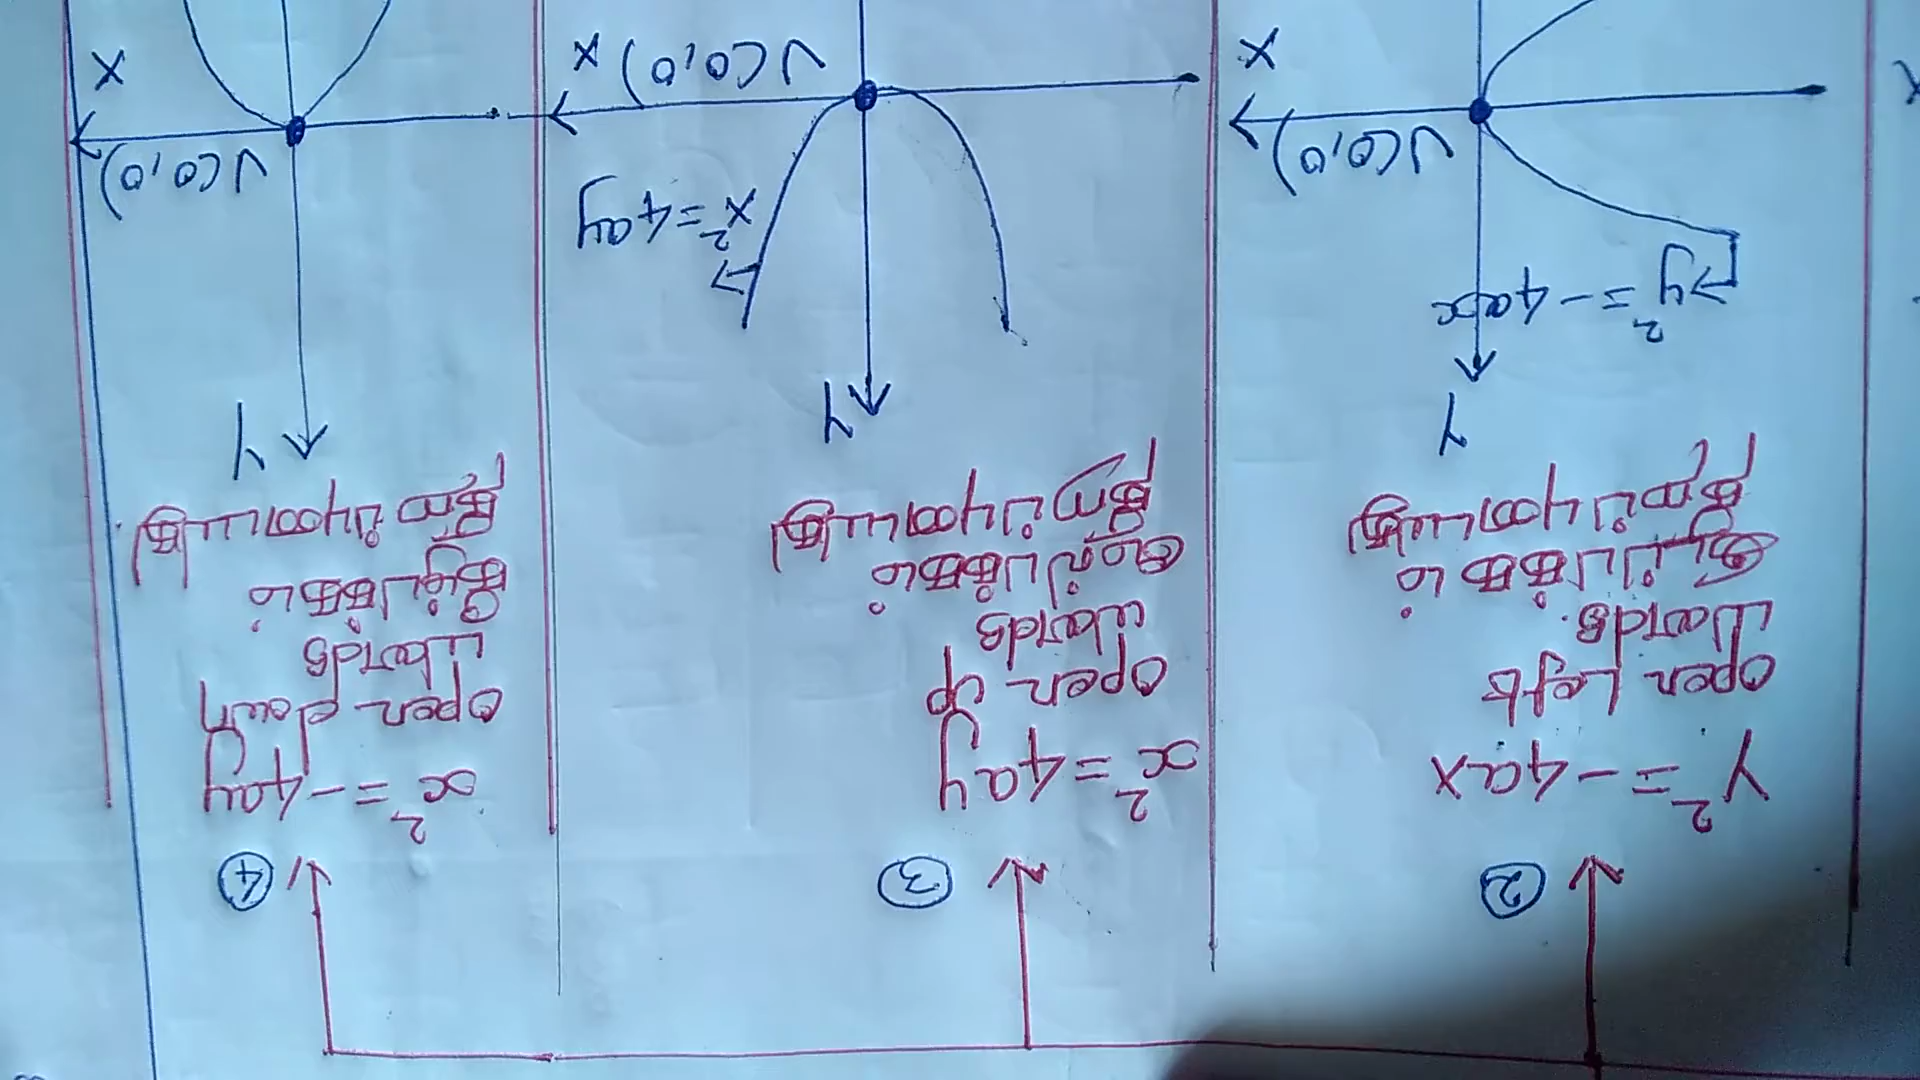 ②
y² = -4ax
open Left
wards.
இடப்பக்கம்
திறப்புடையது
Y
y² = -4ax
V(0,0)
X
③
x² = 4ay
open up
wards
மேல்பக்கம்
திறப்புடையது
Y
x² = 4ay
V(0,0)
X
④
x² = -4ay
open down
wards
கீழ்பக்கம்
திறப்புடையது
Y
V(0,0)
X